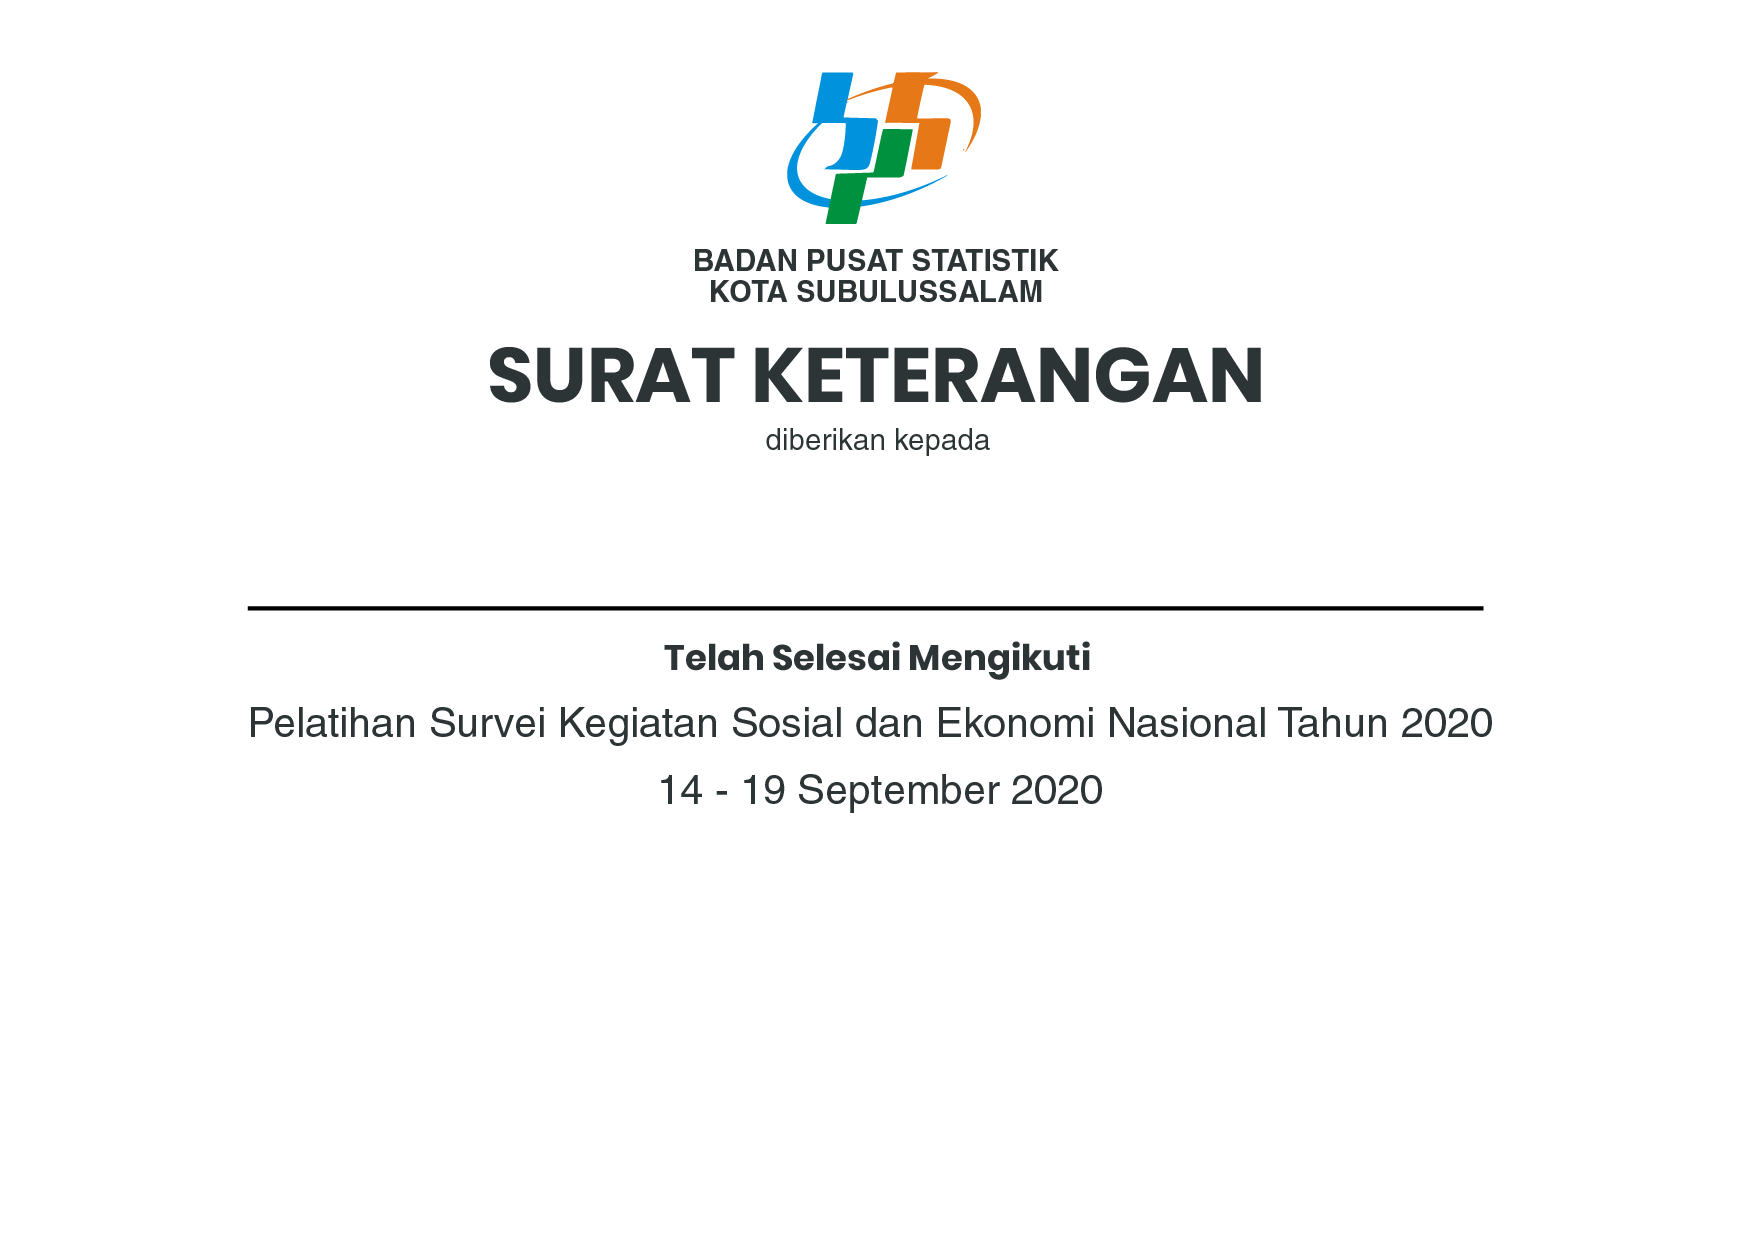 BADAN PUSAT STATISTIK
KOTA SUBULUSSALAM
SURAT KETERANGAN
diberikan kepada
Telah Selesai Mengikuti
Pelatihan Survei Kegiatan Sosial dan Ekonomi Nasional Tahun 2020
14 - 19 September 2020